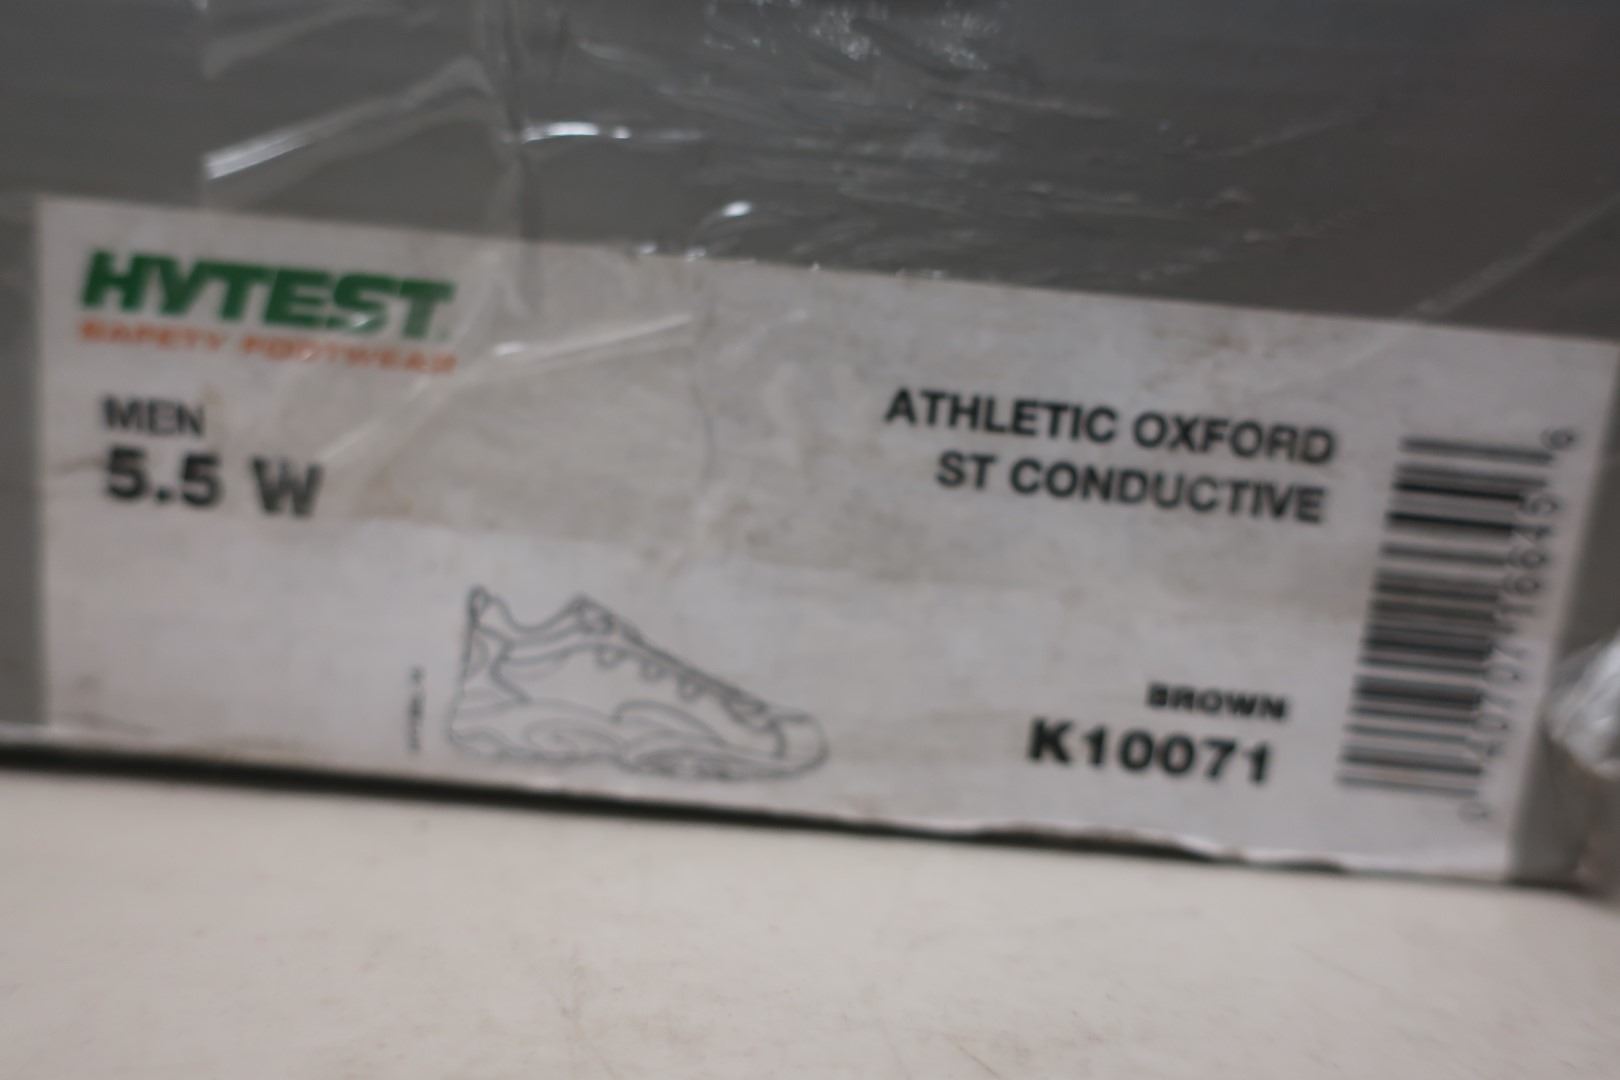 HYTEST
SAFETY FOOTWEAR
MEN
5.5 W
ATHLETIC OXFORD
ST CONDUCTIVE
BROWN
K10071